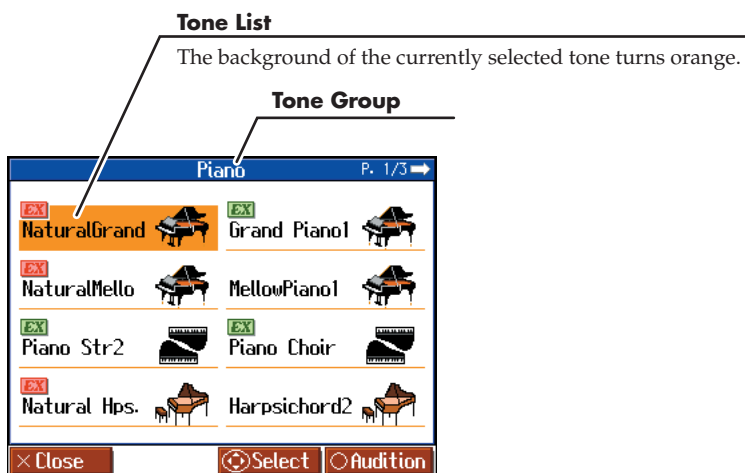 Tone List
The background of the currently selected tone turns orange.
Tone Group
Piano P. 1/3
EX EX
NaturalGrand Grand Piano1
EX
NaturalMello MellowPiano1
EX EX
Piano Str2 Piano Choir
EX
Natural Hps. Harpsichord2
×Close Select ○Audition